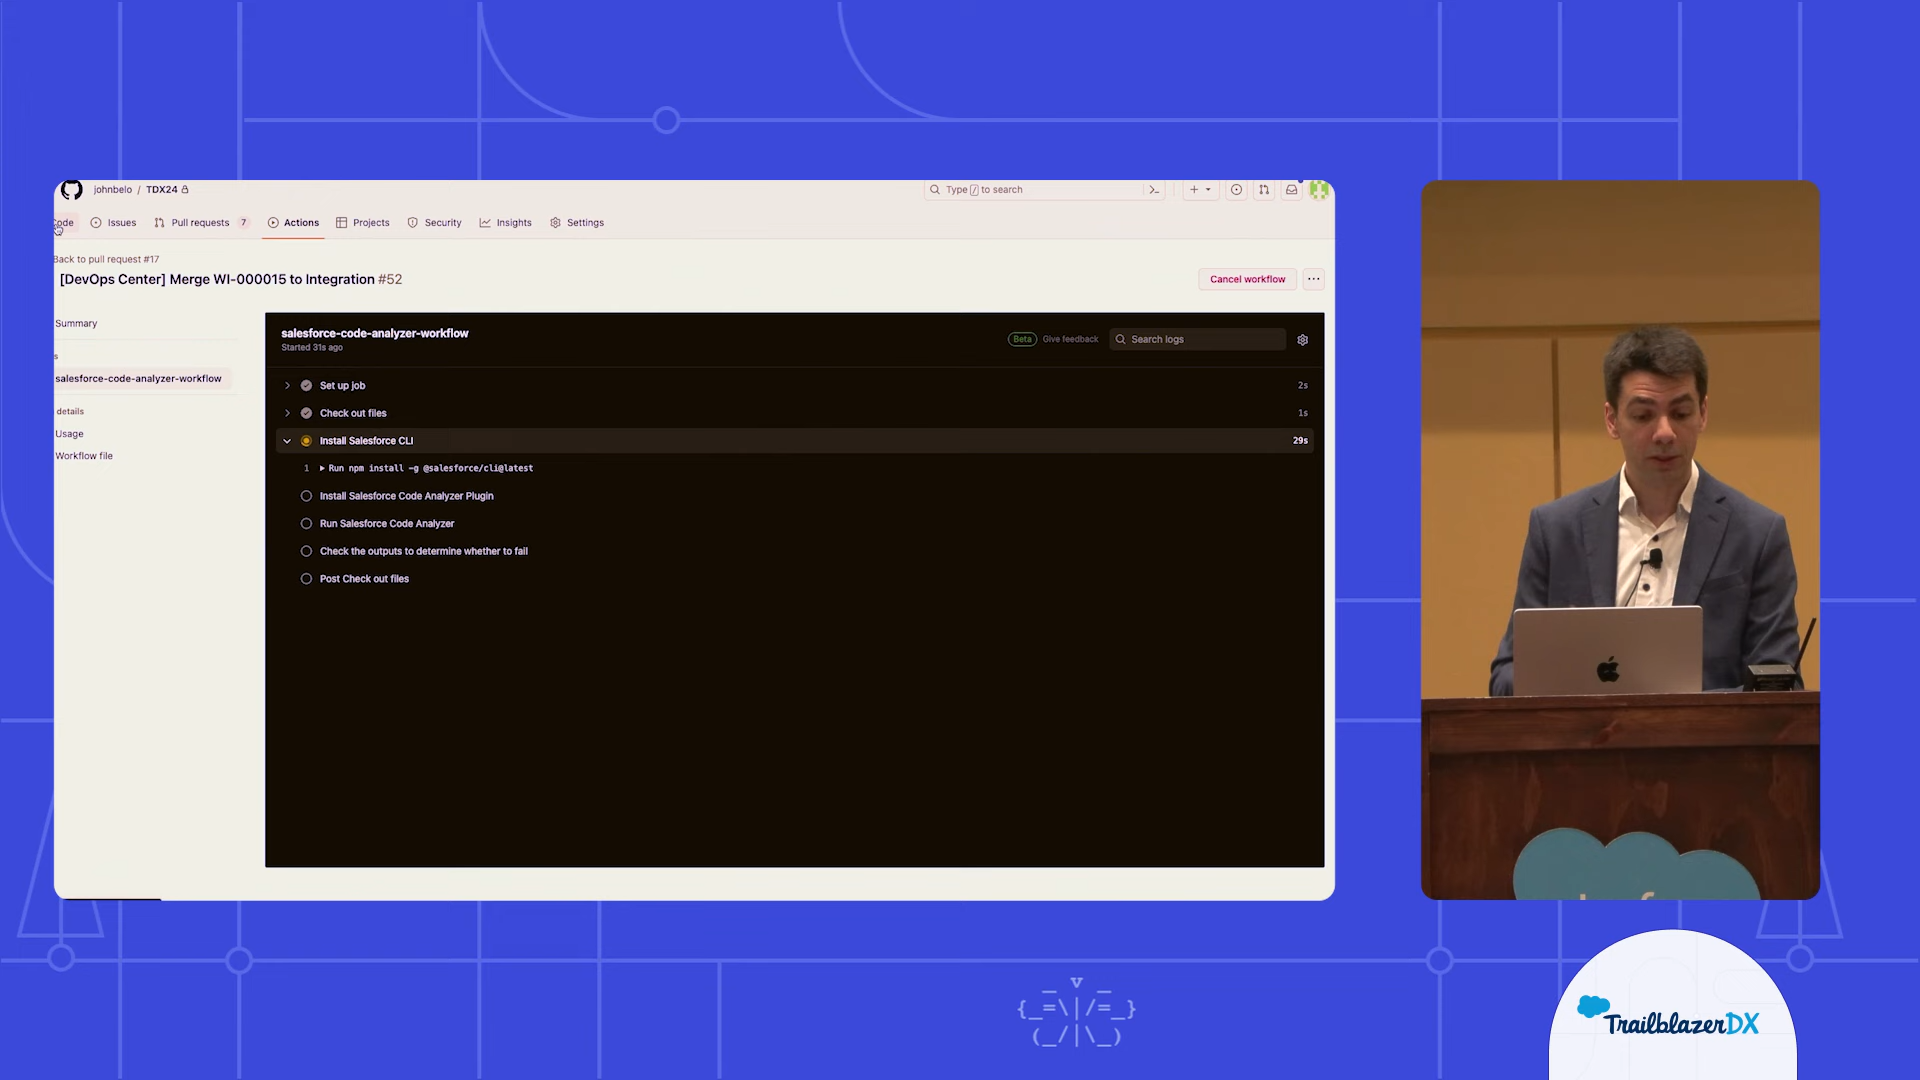 johnbelo / TDX24
Type / to search
Code
Issues
Pull requests 7
Actions
Projects
Security
Insights
Settings
Back to pull request #17
[DevOps Center] Merge WI-000015 to Integration #52
Cancel workflow
Summary
s
salesforce-code-analyzer-workflow
details
Usage
Workflow file
salesforce-code-analyzer-workflow
Started 31s ago
Beta
Give feedback
Search logs
Set up job 2s
Check out files 1s
Install Salesforce CLI 29s
1 Run npm install -g @salesforce/cli@latest
Install Salesforce Code Analyzer Plugin
Run Salesforce Code Analyzer
Check the outputs to determine whether to fail
Post Check out files
TrailblazerDX